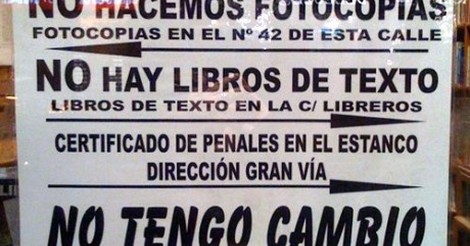 NO HACEMOS FOTOCOPIAS
FOTOCOPIAS EN EL Nº 42 DE ESTA CALLE
NO HAY LIBROS DE TEXTO
LIBROS DE TEXTO EN LA C/ LIBREROS
CERTIFICADO DE PENALES EN EL ESTANCO
DIRECCIÓN GRAN VÍA
NO TENGO CAMBIO